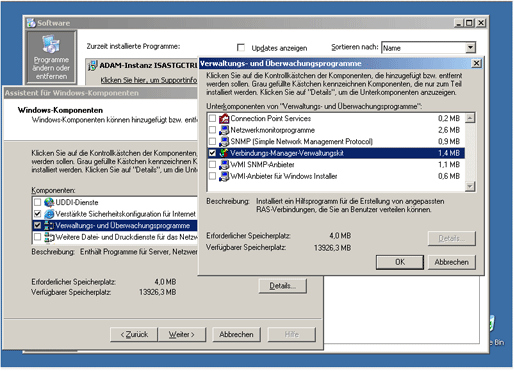 Software
Programme
ändern oder
entfernen
Zurzeit installierte Programme:
Updates anzeigen
Sortieren nach:
Name
ADAM-Instanz ISASTGCTRL
Klicken Sie hier, um Supportinfo
Assistent für Windows-Komponenten
Windows-Komponenten
Windows-Komponenten können hinzugefügt bzw. entf
Klicken Sie auf die Kontrollkästchen der Komponenten,
werden sollen. Grau gefüllte Kästchen kennzeichnen K
werden. Klicken Sie auf "Details", um die Unterkompon
Komponenten:
UDDI-Dienste
Verstärkte Sicherheitskonfiguration für Internet
Verwaltungs- und Überwachungsprogramme
Weitere Datei- und Druckdienste für das Netzw
Beschreibung: Enthält Programme für Server, Netzwer
Erforderlicher Speicherplatz: 4,0 MB
Verfügbarer Speicherplatz: 13926,3 MB
Details...
< Zurück
Weiter >
Abbrechen
Hilfe
Verwaltungs- und Überwachungsprogramme
Klicken Sie auf die Kontrollkästchen der Komponenten, die hinzugefügt bzw. entfernt
werden sollen. Grau gefüllte Kästchen kennzeichnen Komponenten, die nur zum Teil
installiert werden. Klicken Sie auf "Details", um die Unterkomponenten anzuzeigen.
Unterkomponenten von "Verwaltungs- und Überwachungsprogramme":
Connection Point Services 0,2 MB
Netzwerkmonitorprogramme 2,6 MB
SNMP (Simple Network Management Protocol) 0,9 MB
Verbindungs-Manager-Verwaltungskit 1,4 MB
WMI SNMP-Anbieter 1,1 MB
WMI-Anbieter für Windows Installer 0,6 MB
Beschreibung: Installiert ein Hilfsprogramm für die Erstellung von angepassten
RAS-Verbindungen, die Sie an Benutzer verteilen können.
Erforderlicher Speicherplatz: 4,0 MB
Verfügbarer Speicherplatz: 13926,3 MB
Details...
OK
Abbrechen
e Bin